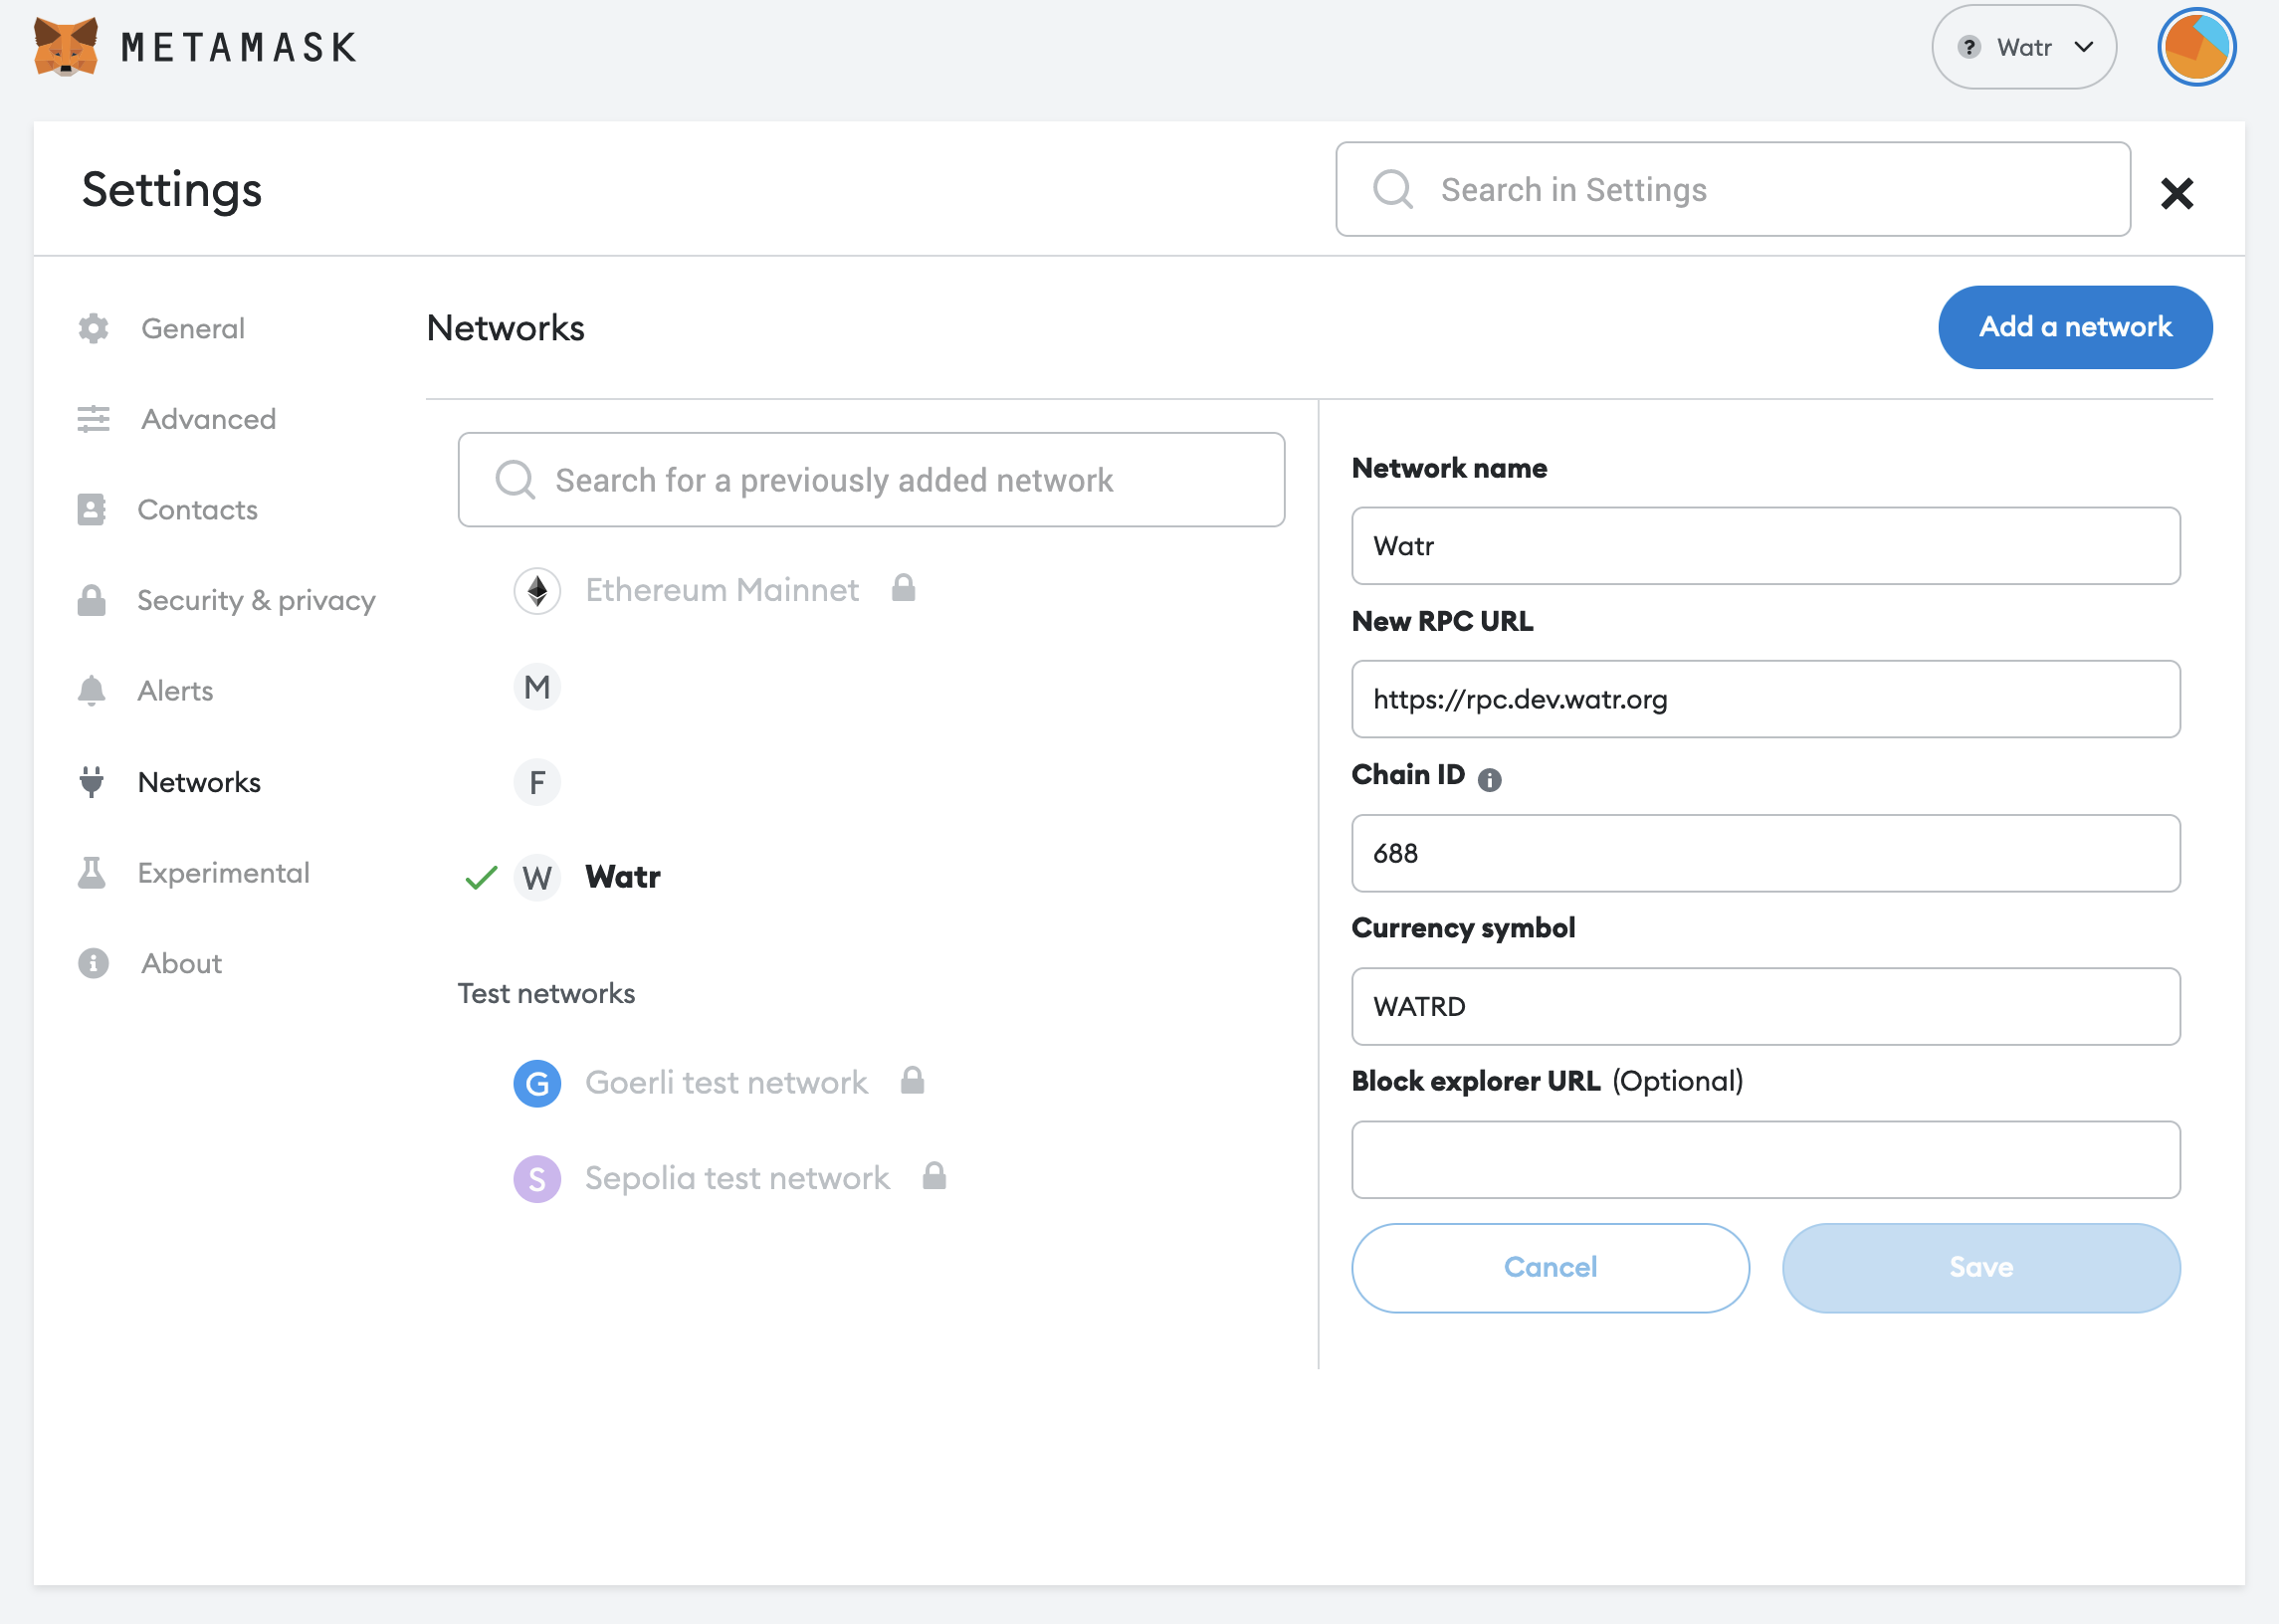 METAMASK
? Watr
Settings
Search in Settings
General
Advanced
Contacts
Security & privacy
Alerts
Networks
Experimental
About
Networks
Add a network
Search for a previously added network
Ethereum Mainnet
M
F
W Watr
Test networks
G Goerli test network
S Sepolia test network
Network name
Watr
New RPC URL
https://rpc.dev.watr.org
Chain ID
688
Currency symbol
WATRD
Block explorer URL (Optional)
Cancel
Save